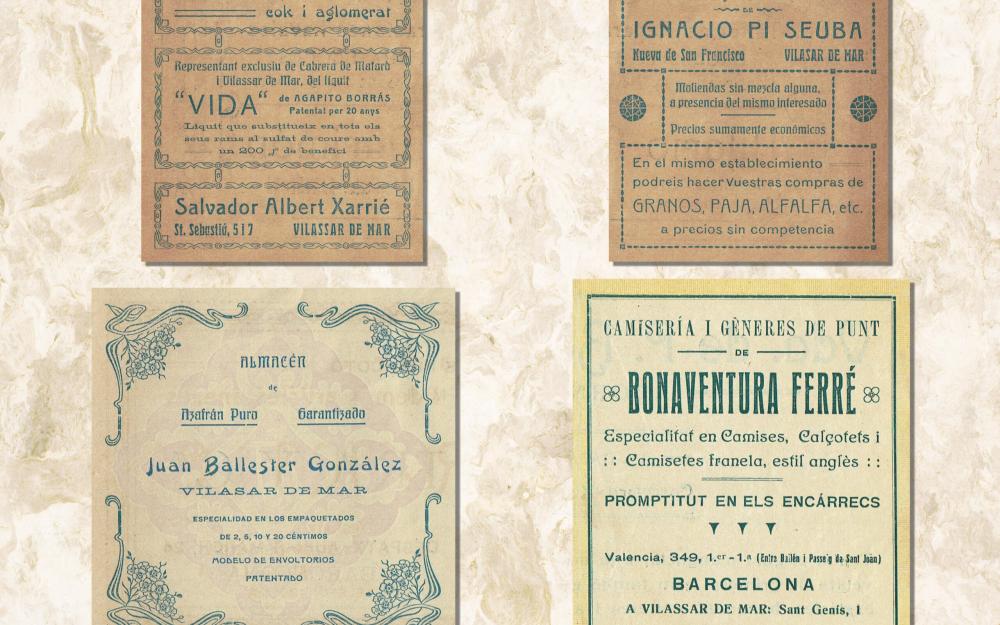 cok i aglomerat
Representant exclusiu de Cabrera de Mataró
i Vilassar de Mar, del liquit
“VIDA“ de AGAPITO BORRÁS
Patentat per 20 anys
Liquit que substitueix en tots els
seus rams al sulfat de coure amb
un 200 % de benefici
Salvador Albert Xarrié
St. Sebastiá, 517 VILASSAR DE MAR
DE
IGNACIO PI SEUBA
Nueva de San Francisco VILASAR DE MAR
Moliendas sin mezcla alguna,
a presencia del mismo interesado
Precios sumamente económicos
En el mismo establecimiento
podreis hacer Vuestras compras de
GRANOS, PAJA, ALFALFA, etc.
a precios sin competencia
ALMACÉN
de
Azafrán Puro Garantizado
Juan Ballester González
VILASAR DE MAR
ESPECIALIDAD EN LOS EMPAQUETADOS
DE 2, 5, 10 Y 20 CÉNTIMOS
MODELO DE ENVOLTORIOS
PATENTADO
CAMISERÍA I GÈNERES DE PUNT
DE
BONAVENTURA FERRÉ
Especialitat en Camises, Calçotets i
:: Camisetes franela, estil anglès ::
PROMPTITUT EN ELS ENCÁRRECS
Valencia, 349, 1.er - 1.a (Entre Bailén i Passe'g de Sant Joàn)
BARCELONA
A VILASSAR DE MAR: Sant Genís, 1